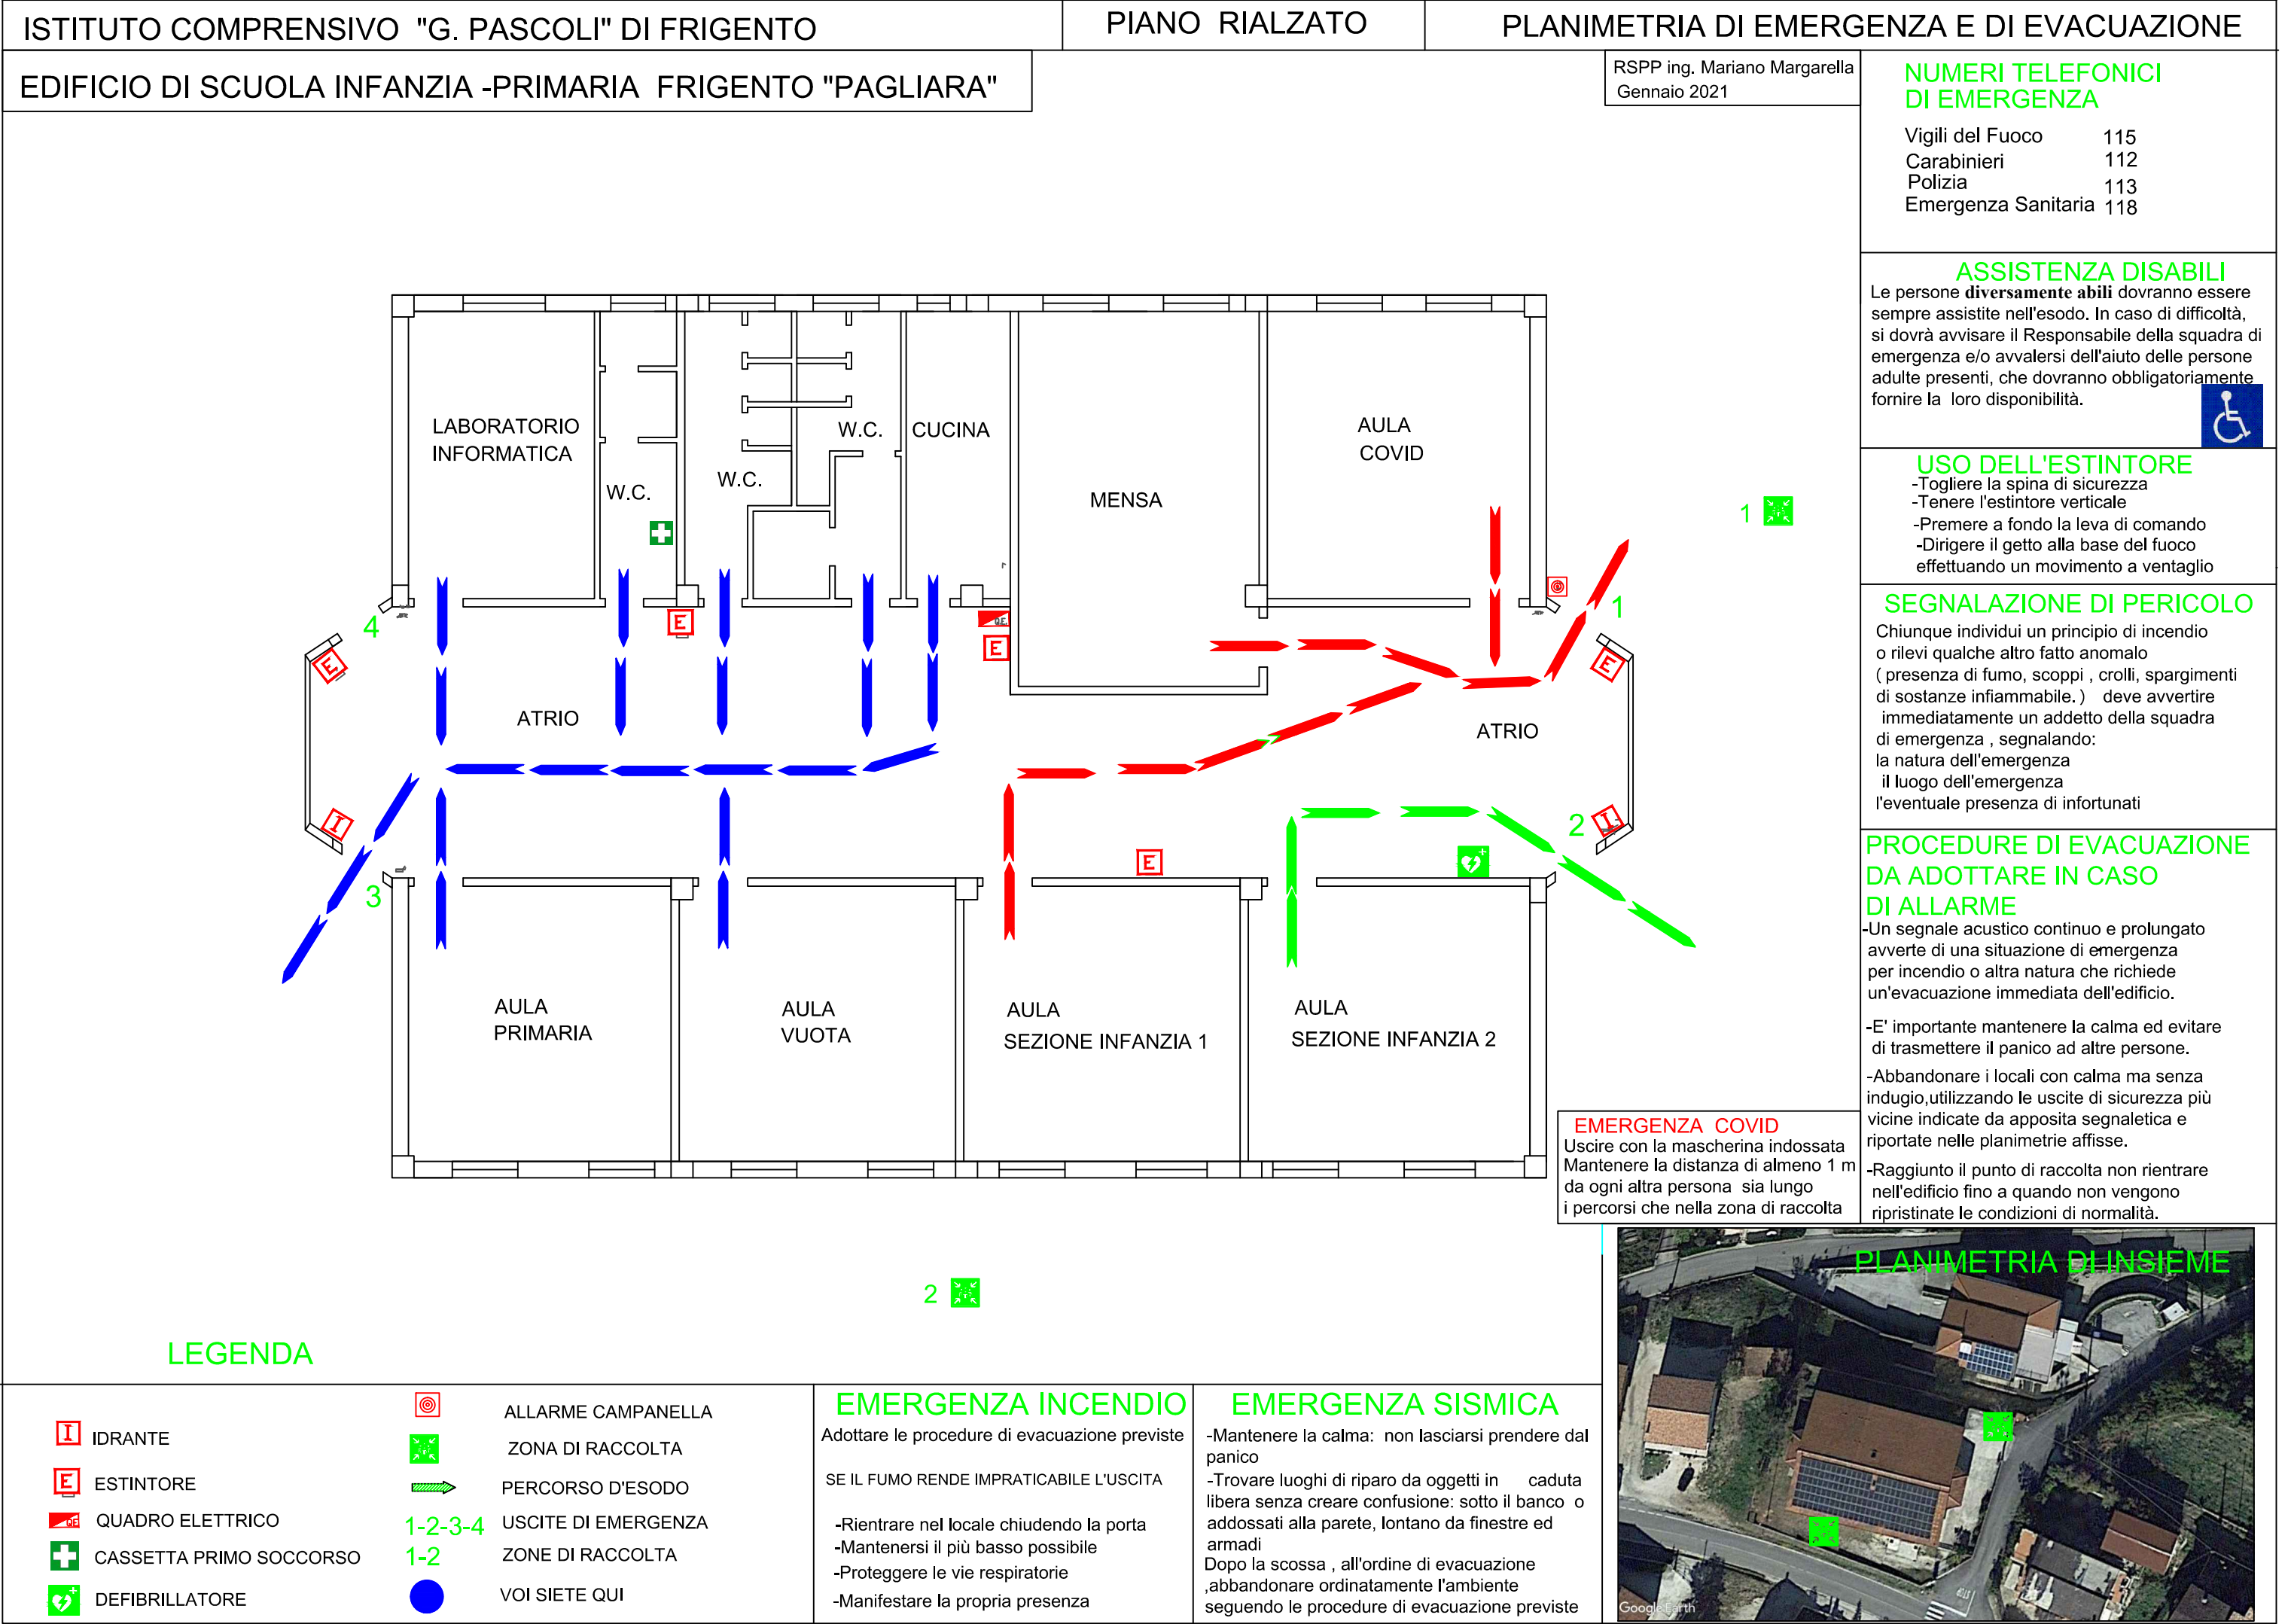 ISTITUTO COMPRENSIVO "G. PASCOLI" DI FRIGENTO
PIANO RIALZATO
PLANIMETRIA DI EMERGENZA E DI EVACUAZIONE
EDIFICIO DI SCUOLA INFANZIA -PRIMARIA FRIGENTO "PAGLIARA"
RSPP ing. Mariano Margarella
Gennaio 2021
NUMERI TELEFONICI
DI EMERGENZA
Vigili del Fuoco 115
Carabinieri 112
Polizia 113
Emergenza Sanitaria 118
ASSISTENZA DISABILI
Le persone diversamente abili dovranno essere
sempre assistite nell'esodo. In caso di difficoltà,
si dovrà avvisare il Responsabile della squadra di
emergenza e/o avvalersi dell'aiuto delle persone
adulte presenti, che dovranno obbligatoriamente
fornire la loro disponibilità.
USO DELL'ESTINTORE
-Togliere la spina di sicurezza
-Tenere l'estintore verticale
-Premere a fondo la leva di comando
-Dirigere il getto alla base del fuoco
effettuando un movimento a ventaglio
SEGNALAZIONE DI PERICOLO
Chiunque individui un principio di incendio
o rilevi qualche altro fatto anomalo
( presenza di fumo, scoppi , crolli, spargimenti
di sostanze infiammabile. ) deve avvertire
immediatamente un addetto della squadra
di emergenza , segnalando:
la natura dell'emergenza
il luogo dell'emergenza
l'eventuale presenza di infortunati
PROCEDURE DI EVACUAZIONE
DA ADOTTARE IN CASO
DI ALLARME
-Un segnale acustico continuo e prolungato
avverte di una situazione di emergenza
per incendio o altra natura che richiede
un'evacuazione immediata dell'edificio.
-E' importante mantenere la calma ed evitare
di trasmettere il panico ad altre persone.
-Abbandonare i locali con calma ma senza
indugio,utilizzando le uscite di sicurezza più
vicine indicate da apposita segnaletica e
riportate nelle planimetrie affisse.
-Raggiunto il punto di raccolta non rientrare
nell'edificio fino a quando non vengono
ripristinate le condizioni di normalità.
LABORATORIO
INFORMATICA
W.C.
W.C.
W.C.
CUCINA
MENSA
AULA
COVID
1
4
E
E
Q.E.
E
1
E
ATRIO
ATRIO
I
E
2
I
3
AULA
PRIMARIA
AULA
VUOTA
AULA
SEZIONE INFANZIA 1
AULA
SEZIONE INFANZIA 2
EMERGENZA COVID
Uscire con la mascherina indossata
Mantenere la distanza di almeno 1 m
da ogni altra persona sia lungo
i percorsi che nella zona di raccolta
2
PLANIMETRIA DI INSIEME
STOP
Google Earth
LEGENDA
I IDRANTE
E ESTINTORE
QE QUADRO ELETTRICO
CASSETTA PRIMO SOCCORSO
DEFIBRILLATORE
ALLARME CAMPANELLA
ZONA DI RACCOLTA
PERCORSO D'ESODO
1-2-3-4 USCITE DI EMERGENZA
1-2 ZONE DI RACCOLTA
VOI SIETE QUI
EMERGENZA INCENDIO
Adottare le procedure di evacuazione previste
SE IL FUMO RENDE IMPRATICABILE L'USCITA
-Rientrare nel locale chiudendo la porta
-Mantenersi il più basso possibile
-Proteggere le vie respiratorie
-Manifestare la propria presenza
EMERGENZA SISMICA
-Mantenere la calma: non lasciarsi prendere dal
panico
-Trovare luoghi di riparo da oggetti in caduta
libera senza creare confusione: sotto il banco o
addossati alla parete, lontano da finestre ed
armadi
Dopo la scossa , all'ordine di evacuazione
,abbandonare ordinatamente l'ambiente
seguendo le procedure di evacuazione previste